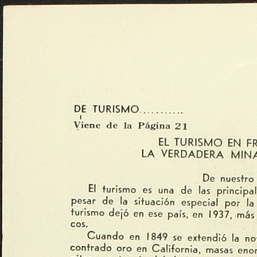 DE TURISMO...........
Viene de la Página 21
EL TURISMO EN FR
LA VERDADERA MINA
De nuestro
El turismo es una de las principal
pesar de la situación especial por la
turismo dejó en ese país, en 1937, más
cos.
Cuando en 1849 se extendió la no
contrado oro en California, masas enor